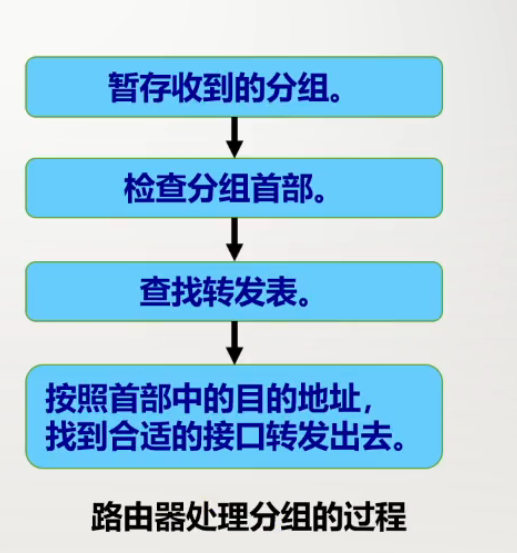 暂存收到的分组。
检查分组首部。
查找转发表。
按照首部中的目的地址，
找到合适的接口转发出去。
路由器处理分组的过程